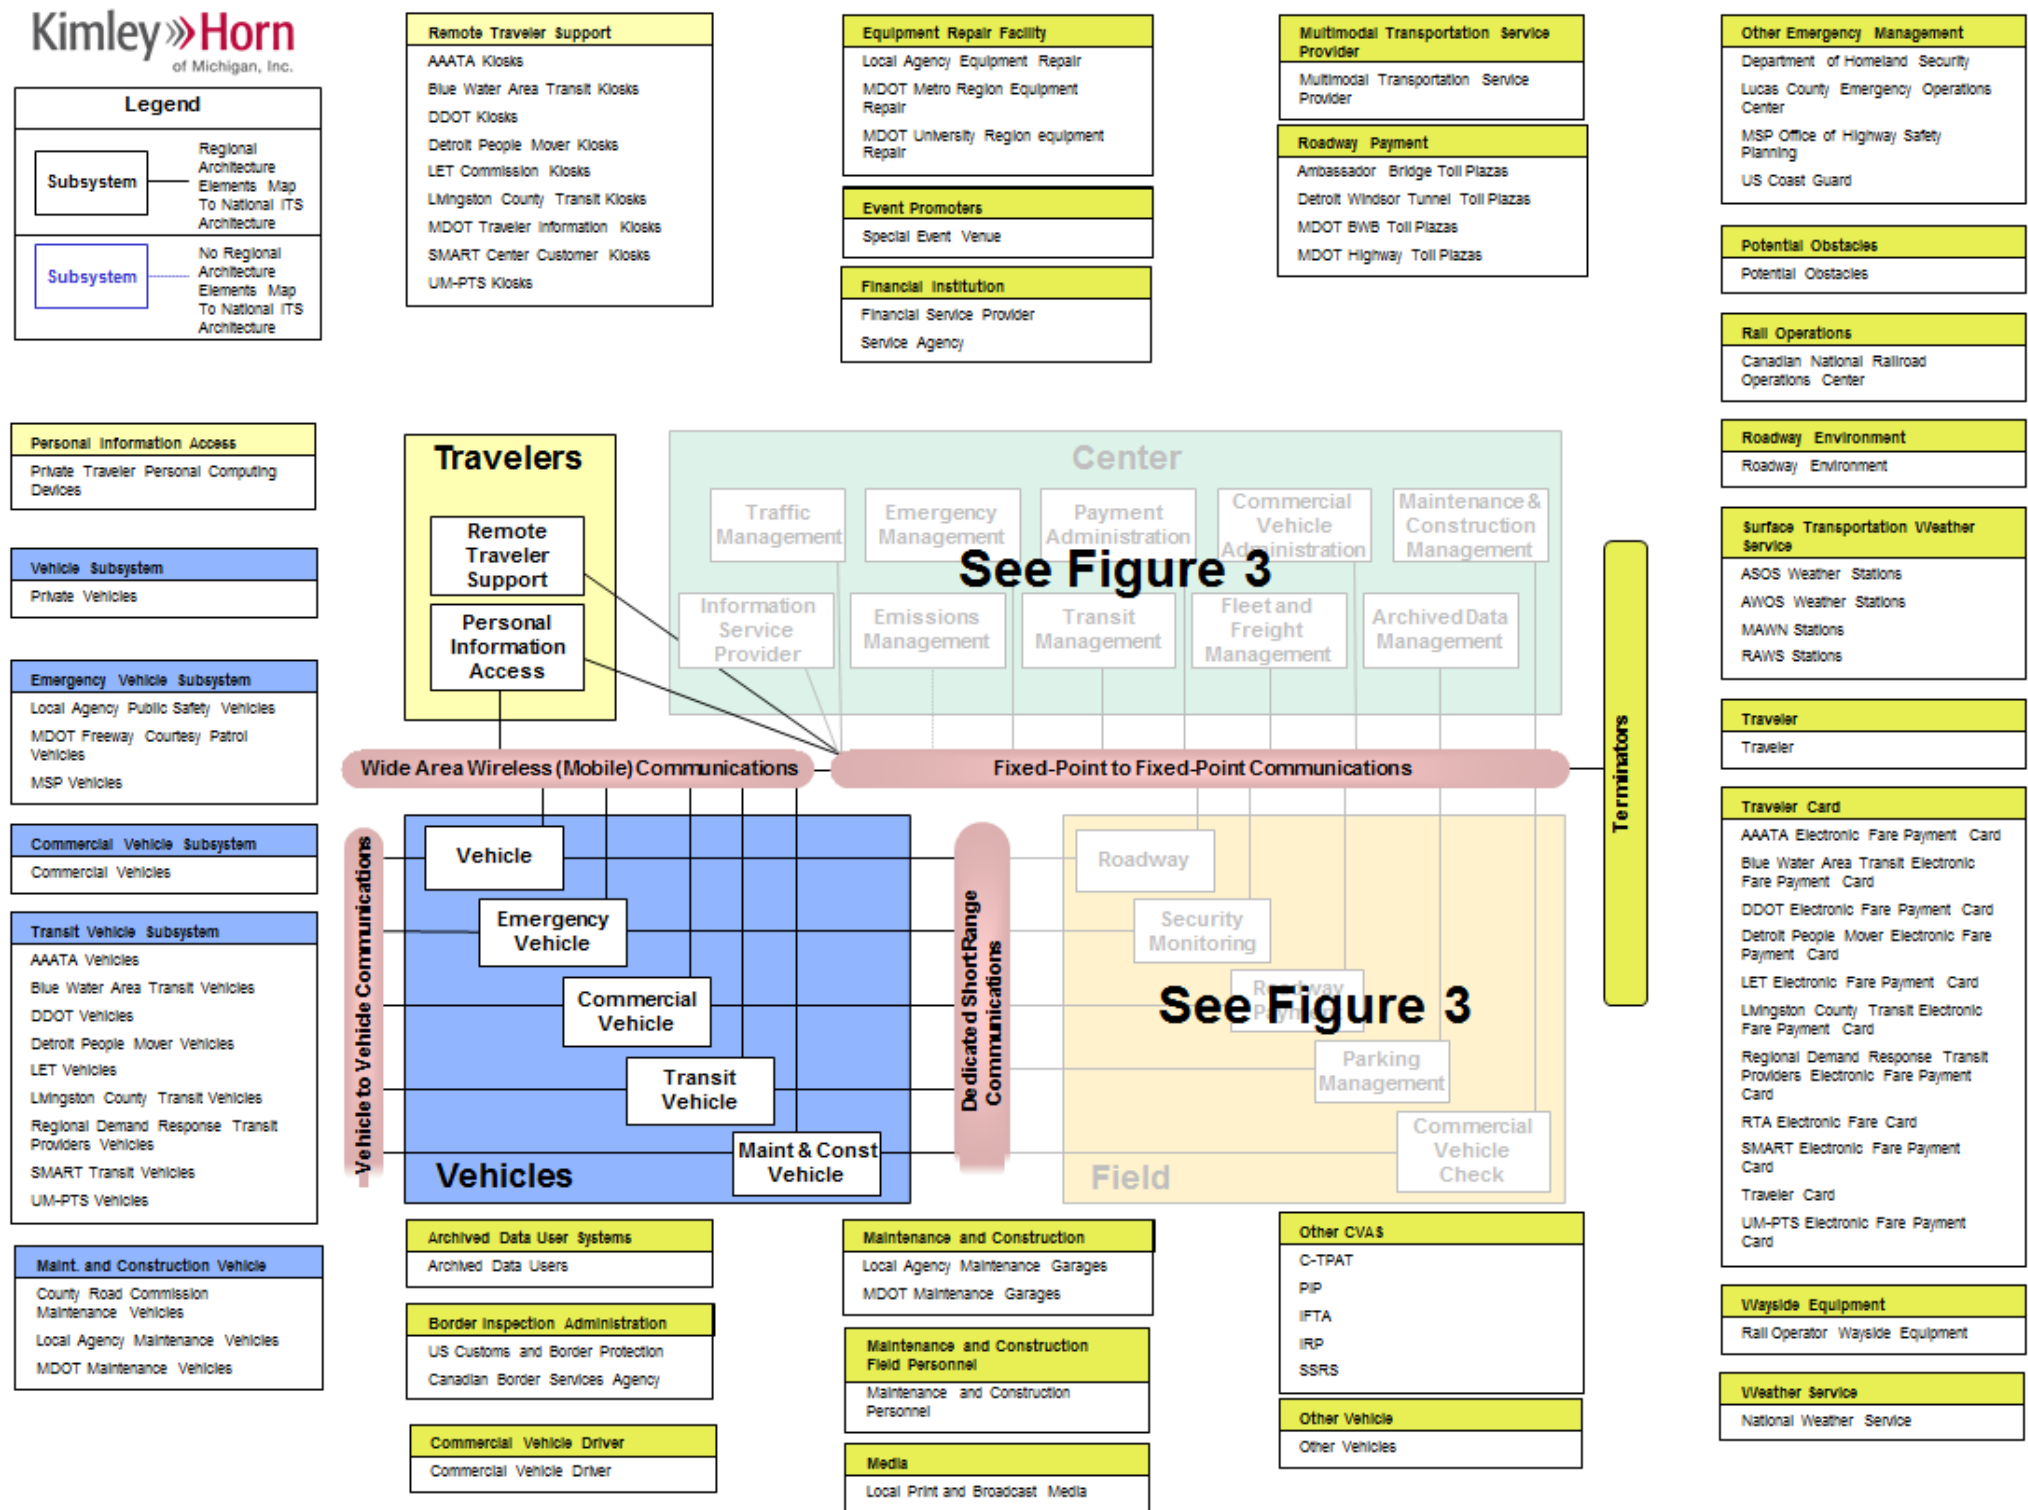 Kimley»Horn
of Michigan, Inc.
Legend
Subsystem
Regional
Architecture
Elements Map
To National ITS
Architecture
Subsystem
No Regional
Architecture
Elements Map
To National ITS
Architecture
Remote Traveler Support
AAATA Kiosks
Blue Water Area Transit Kiosks
DDOT Kiosks
Detroit People Mover Kiosks
LET Commission Kiosks
Livingston County Transit Kiosks
MDOT Traveler Information Kiosks
SMART Center Customer Kiosks
UM-PTS Kiosks
Equipment Repair Facility
Local Agency Equipment Repair
MDOT Metro Region Equipment
Repair
MDOT University Region equipment
Repair
Event Promoters
Special Event Venue
Financial Institution
Financial Service Provider
Service Agency
Multimodal Transportation Service
Provider
Multimodal Transportation Service
Provider
Roadway Payment
Ambassador Bridge Toll Plazas
Detroit Windsor Tunnel Toll Plazas
MDOT BWB Toll Plazas
MDOT Highway Toll Plazas
Other Emergency Management
Department of Homeland Security
Lucas County Emergency Operations
Center
MSP Office of Highway Safety
Planning
US Coast Guard
Potential Obstacles
Potential Obstacles
Rail Operations
Canadian National Railroad
Operations Center
Roadway Environment
Roadway Environment
Surface Transportation Weather
Service
ASOS Weather Stations
AWOS Weather Stations
MAWN Stations
RAWS Stations
Traveler
Traveler
Traveler Card
AAATA Electronic Fare Payment Card
Blue Water Area Transit Electronic
Fare Payment Card
DDOT Electronic Fare Payment Card
Detroit People Mover Electronic Fare
Payment Card
LET Electronic Fare Payment Card
Livingston County Transit Electronic
Fare Payment Card
Regional Demand Response Transit
Providers Electronic Fare Payment
Card
RTA Electronic Fare Card
SMART Electronic Fare Payment
Card
Traveler Card
UM-PTS Electronic Fare Payment
Card
Wayside Equipment
Rail Operator Wayside Equipment
Weather Service
National Weather Service
Personal Information Access
Private Traveler Personal Computing
Devices
Vehicle Subsystem
Private Vehicles
Emergency Vehicle Subsystem
Local Agency Public Safety Vehicles
MDOT Freeway Courtesy Patrol
Vehicles
MSP Vehicles
Commercial Vehicle Subsystem
Commercial Vehicles
Transit Vehicle Subsystem
AAATA Vehicles
Blue Water Area Transit Vehicles
DDOT Vehicles
Detroit People Mover Vehicles
LET Vehicles
Livingston County Transit Vehicles
Regional Demand Response Transit
Providers Vehicles
SMART Transit Vehicles
UM-PTS Vehicles
Maint. and Construction Vehicle
County Road Commission
Maintenance Vehicles
Local Agency Maintenance Vehicles
MDOT Maintenance Vehicles
Travelers
Remote
Traveler
Support
Personal
Information
Access
Center
Traffic
Management
Emergency
Management
Payment
Administration
Commercial
Vehicle
Administration
Maintenance &
Construction
Management
See Figure 3
Information
Service
Provider
Emissions
Management
Transit
Management
Fleet and
Freight
Management
Archived Data
Management
Wide Area Wireless (Mobile) Communications
Fixed-Point to Fixed-Point Communications
Terminators
Vehicle to Vehicle Communications
Vehicle
Emergency
Vehicle
Commercial
Vehicle
Transit
Vehicle
Maint & Const
Vehicle
Vehicles
Dedicated Short Range
Communications
Roadway
Security
Monitoring
Roadway
Payment
See Figure 3
Parking
Management
Commercial
Vehicle
Check
Field
Archived Data User Systems
Archived Data Users
Border Inspection Administration
US Customs and Border Protection
Canadian Border Services Agency
Commercial Vehicle Driver
Commercial Vehicle Driver
Maintenance and Construction
Local Agency Maintenance Garages
MDOT Maintenance Garages
Maintenance and Construction
Field Personnel
Maintenance and Construction
Personnel
Media
Local Print and Broadcast Media
Other CVAS
C-TPAT
PIP
IFTA
IRP
SSRS
Other Vehicle
Other Vehicles